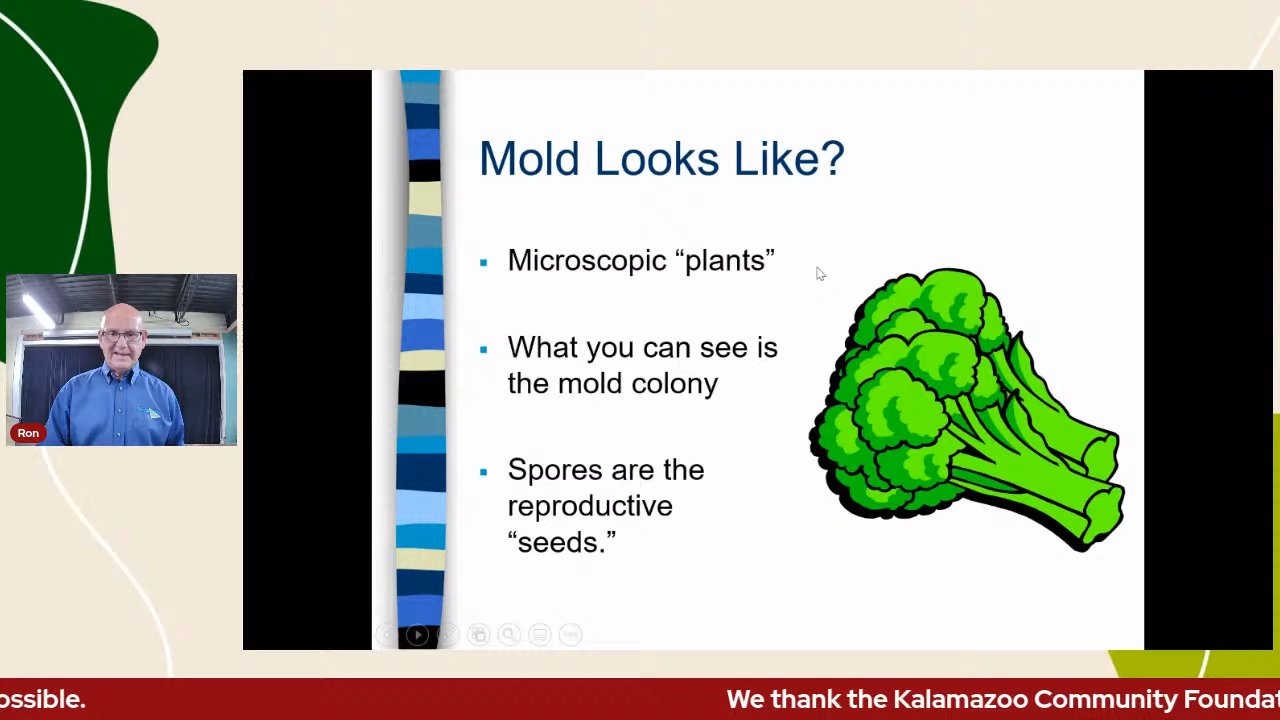 Mold Looks Like?
▪ Microscopic “plants”
▪ What you can see is
the mold colony
▪ Spores are the
reproductive
“seeds.”
Ron
ossible.
We thank the Kalamazoo Community Foundat